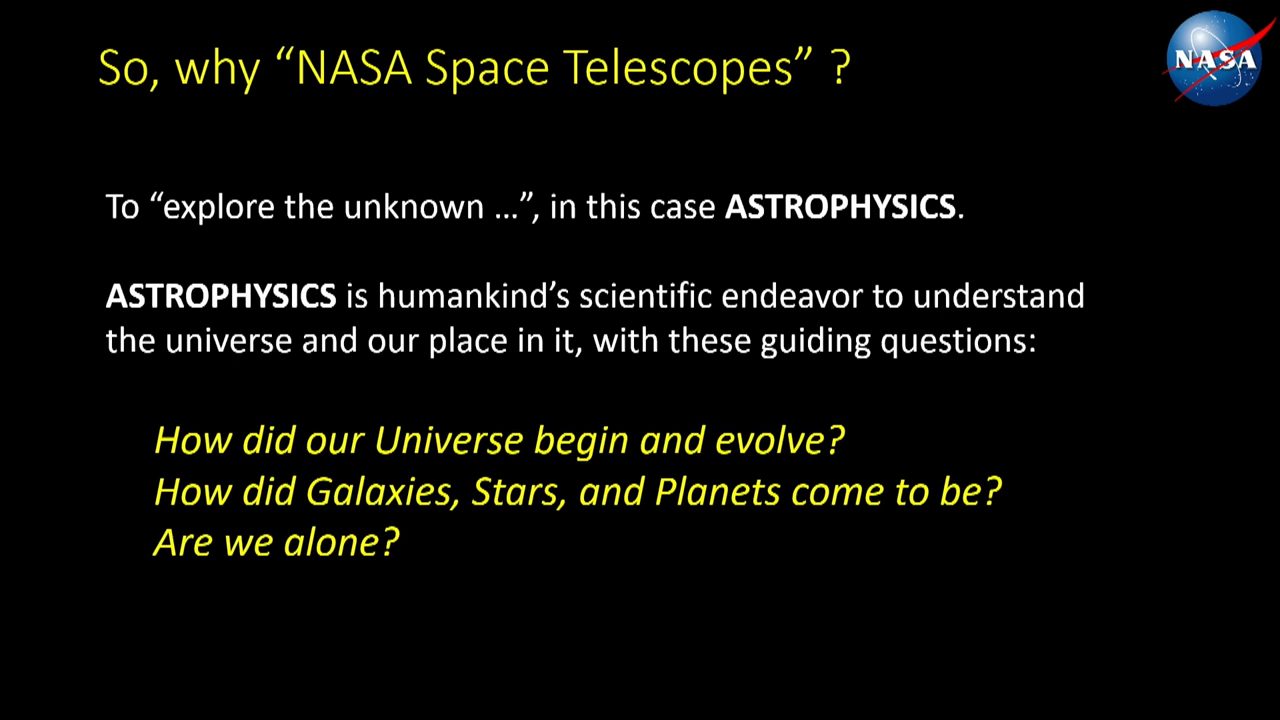 So, why “NASA Space Telescopes” ?
NASA
To “explore the unknown …”, in this case ASTROPHYSICS.
ASTROPHYSICS is humankind’s scientific endeavor to understand
the universe and our place in it, with these guiding questions:
How did our Universe begin and evolve?
How did Galaxies, Stars, and Planets come to be?
Are we alone?